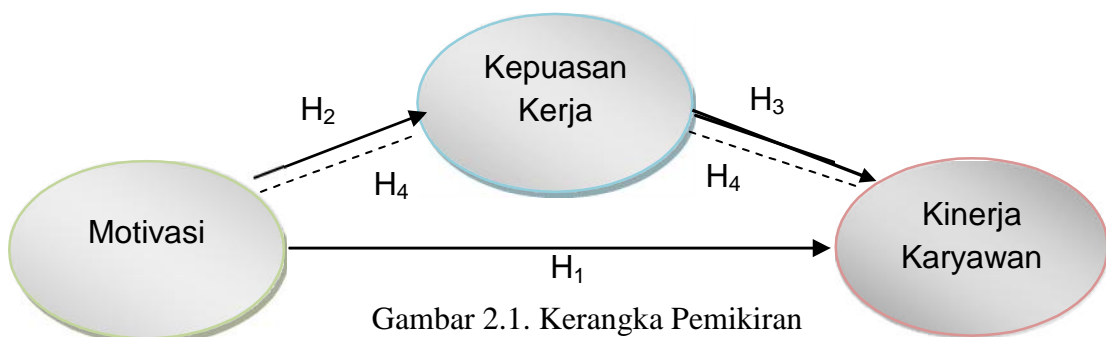 Kepuasan
Kerja
H2
H3
H4
H4
Motivasi
Kinerja
Karyawan
H1
Gambar 2.1. Kerangka Pemikiran